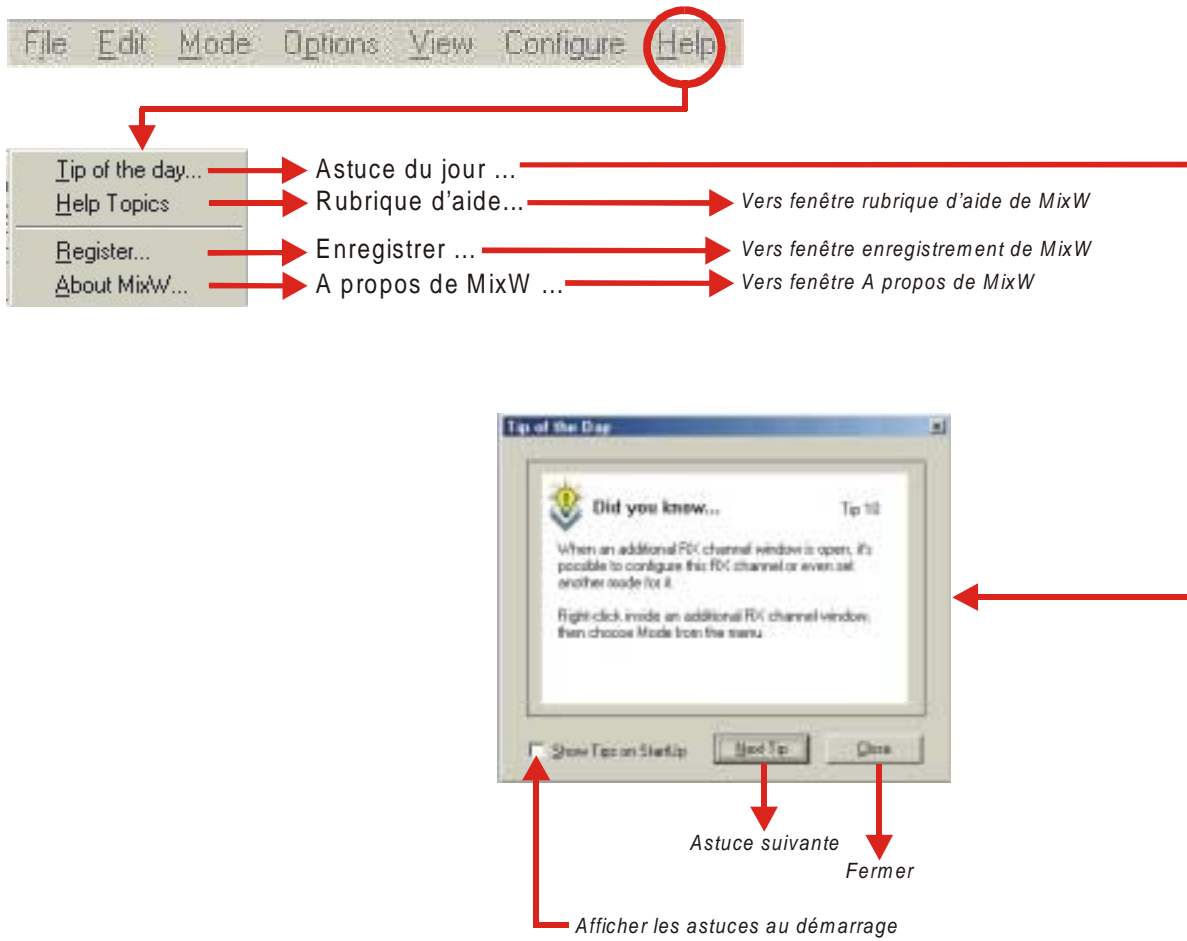 File Edit Mode Options View Configure Help
Tip of the day... Astuce du jour ...
Help Topics Rubrique d'aide... Vers fenêtre rubrique d'aide de MixW
Register... Enregistrer ... Vers fenêtre enregistrement de MixW
About MixW... A propos de MixW ... Vers fenêtre A propos de MixW
Tip of the Day
Did you know... Tip 10
When an additional RX channel window is open, it's
possible to configure this RX channel or even set
another mode for it.
Right-click inside an additional RX channel window,
then choose Mode from the menu.
Show Tips on StartUp Next Tip Close
Astuce suivante
Fermer
Afficher les astuces au démarrage